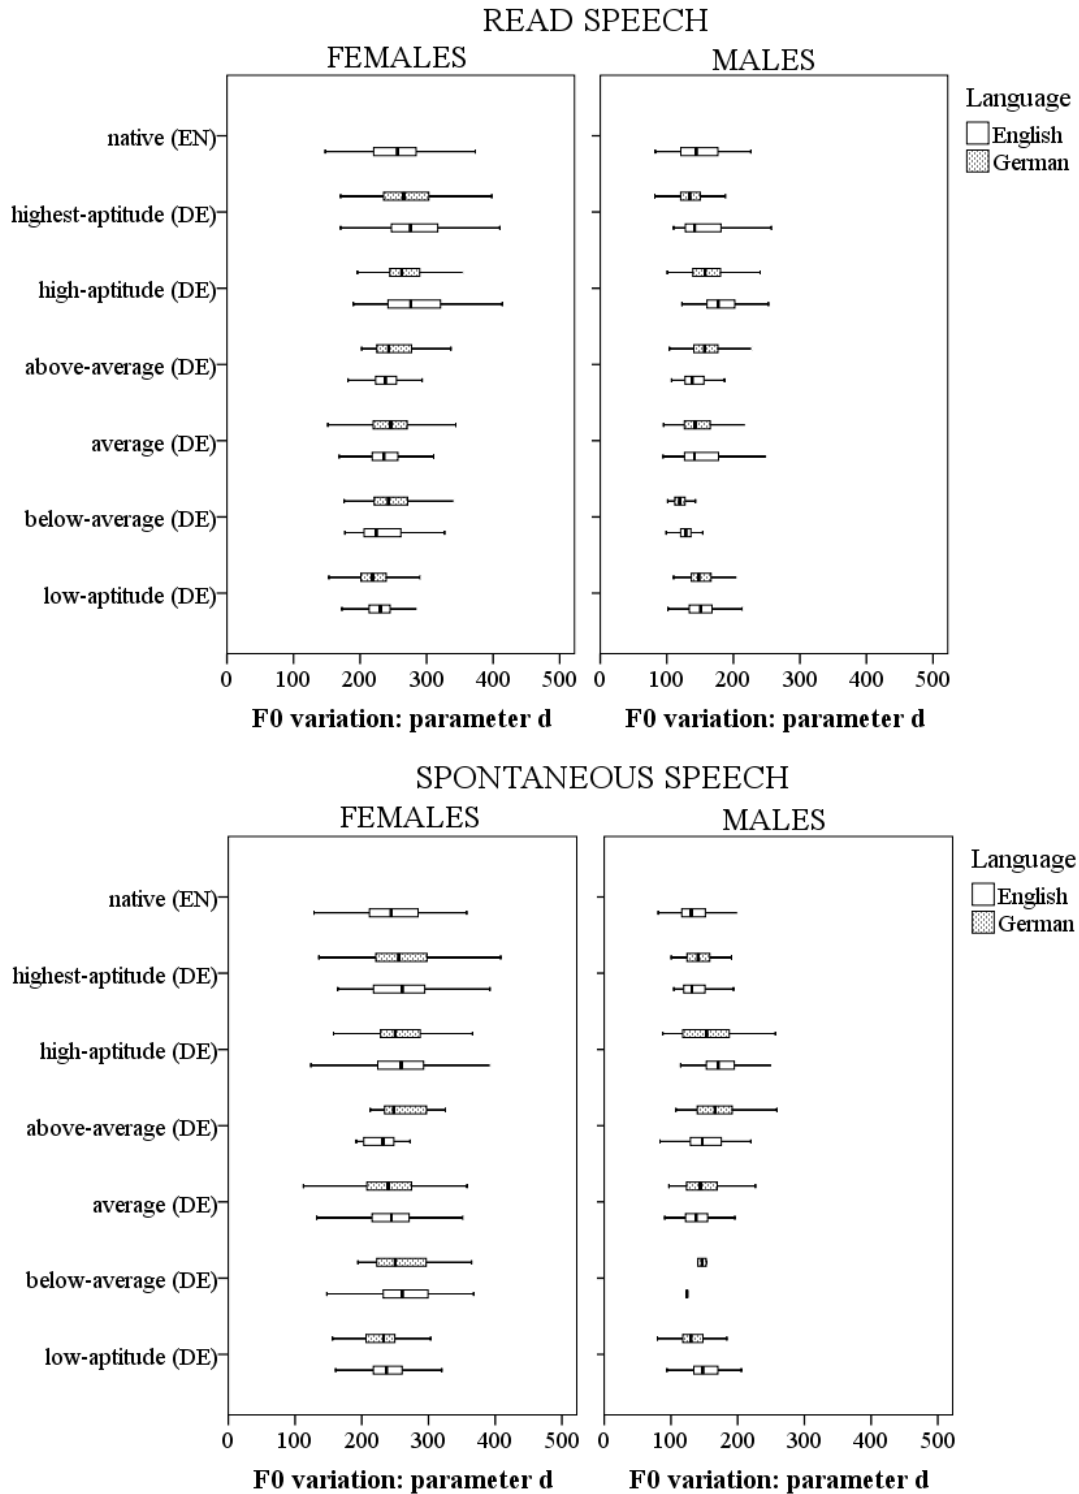 READ SPEECH
FEMALES
MALES
Language
English
German
native (EN)
highest-aptitude (DE)
high-aptitude (DE)
above-average (DE)
average (DE)
below-average (DE)
low-aptitude (DE)
0 100 200 300 400 500
0 100 200 300 400 500
F0 variation: parameter d
F0 variation: parameter d
SPONTANEOUS SPEECH
FEMALES
MALES
Language
English
German
native (EN)
highest-aptitude (DE)
high-aptitude (DE)
above-average (DE)
average (DE)
below-average (DE)
low-aptitude (DE)
0 100 200 300 400 500
0 100 200 300 400 500
F0 variation: parameter d
F0 variation: parameter d